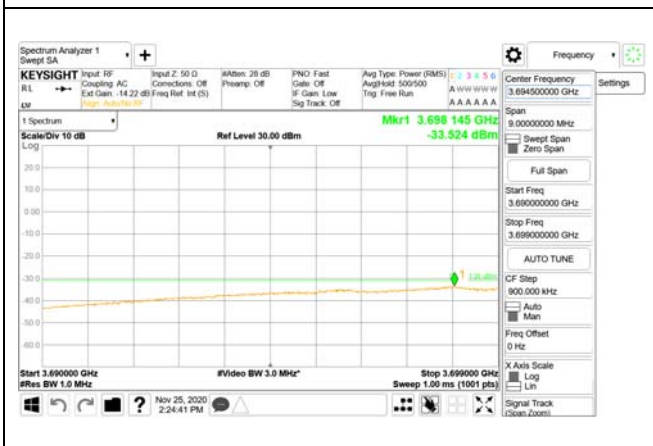 Spectrum Analyzer 1
Swept SA
+
Frequency
KEYSIGHT
RL
Input: RF
Coupling: AC
Ext Gain: -14.22 dB
Align: Auto/No RF
Input Z: 50 Ω
Corrections: Off
Freq Ref: Int (S)
#Atten: 28 dB
Preamp: Off
PNO: Fast
Gate: Off
IF Gain: Low
Sig Track: Off
Avg Type: Power (RMS)
Avg|Hold: 500/500
Trig: Free Run
1 2 3 4 5 6
A W W W W W
A A A A A A
Center Frequency
3.694500000 GHz
Settings
Span
9.00000000 MHz
Swept Span
Zero Span
Full Span
Start Freq
3.690000000 GHz
Stop Freq
3.699000000 GHz
AUTO TUNE
CF Step
900.000 kHz
Auto
Man
Freq Offset
0 Hz
X Axis Scale
Log
Lin
Signal Track
(Span Zoom)
1 Spectrum
Scale/Div 10 dB
Log
Ref Level 30.00 dBm
Mkr1 3.698 145 GHz
-33.524 dBm
20.0
10.0
0.00
-10.0
-20.0
-30.0
-40.0
-50.0
-60.0
1
Start 3.690000 GHz
#Res BW 1.0 MHz
#Video BW 3.0 MHz*
Stop 3.699000 GHz
Sweep 1.00 ms (1001 pts)
?
Nov 25, 2020
2:24:41 PM